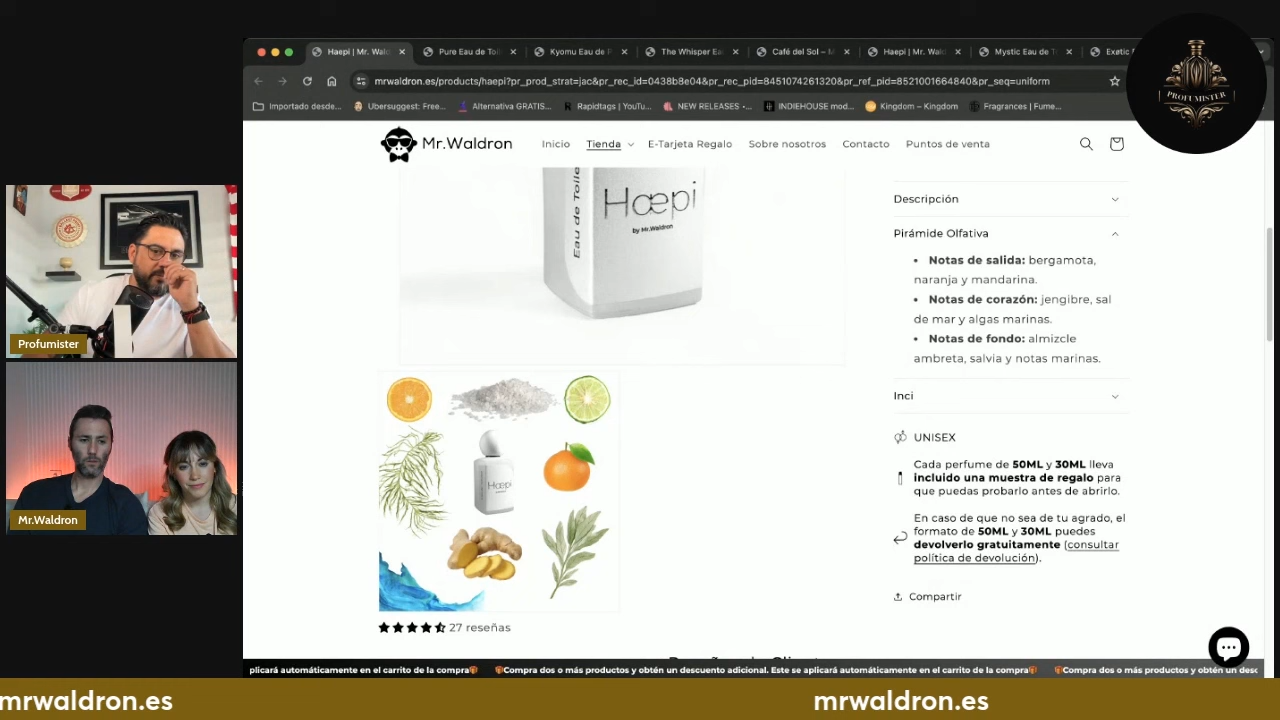 Haepi | Mr. Wal
Pure Eau de Toi
Kyomu Eau de P
The Whisper Ea
Café del Sol – M
Haepi | Mr. Wal
Mystic Eau de T
Exotic
mrwaldron.es/products/haepi?pr_prod_strat=jac&pr_rec_id=0438b8e04&pr_rec_pid=8451074261320&pr_ref_pid=8521001664840&pr_seq=uniform
Importado desde...
Ubersuggest: Free...
Alternativa GRATIS...
Rapidtags | YouTu...
NEW RELEASES •...
INDIEHOUSE mod...
Kingdom – Kingdom
Fragrances | Fume...
PROFUMISTER
Mr.Waldron
Inicio
Tienda
E-Tarjeta Regalo
Sobre nosotros
Contacto
Puntos de venta
Eau de Toile
Hæpi
by Mr.Waldron
Descripción
Pirámide Olfativa
• Notas de salida: bergamota,
naranja y mandarina.
• Notas de corazón: jengibre, sal
de mar y algas marinas.
• Notas de fondo: almizcle
ambreta, salvia y notas marinas.
Inci
UNISEX
Cada perfume de 50ML y 30ML lleva
incluido una muestra de regalo para
que puedas probarlo antes de abrirlo.
En caso de que no sea de tu agrado, el
formato de 50ML y 30ML puedes
devolverlo gratuitamente (consultar
política de devolución).
Compartir
Hæpi
27 reseñas
plicará automáticamente en el carrito de la compra🎁 🎁Compra dos o más productos y obtén un descuento adicional. Este se aplicará automáticamente en el carrito de la compra🎁 🎁Compra dos o más productos y obtén un desc
Profumister
Mr.Waldron
mrwaldron.es
mrwaldron.es